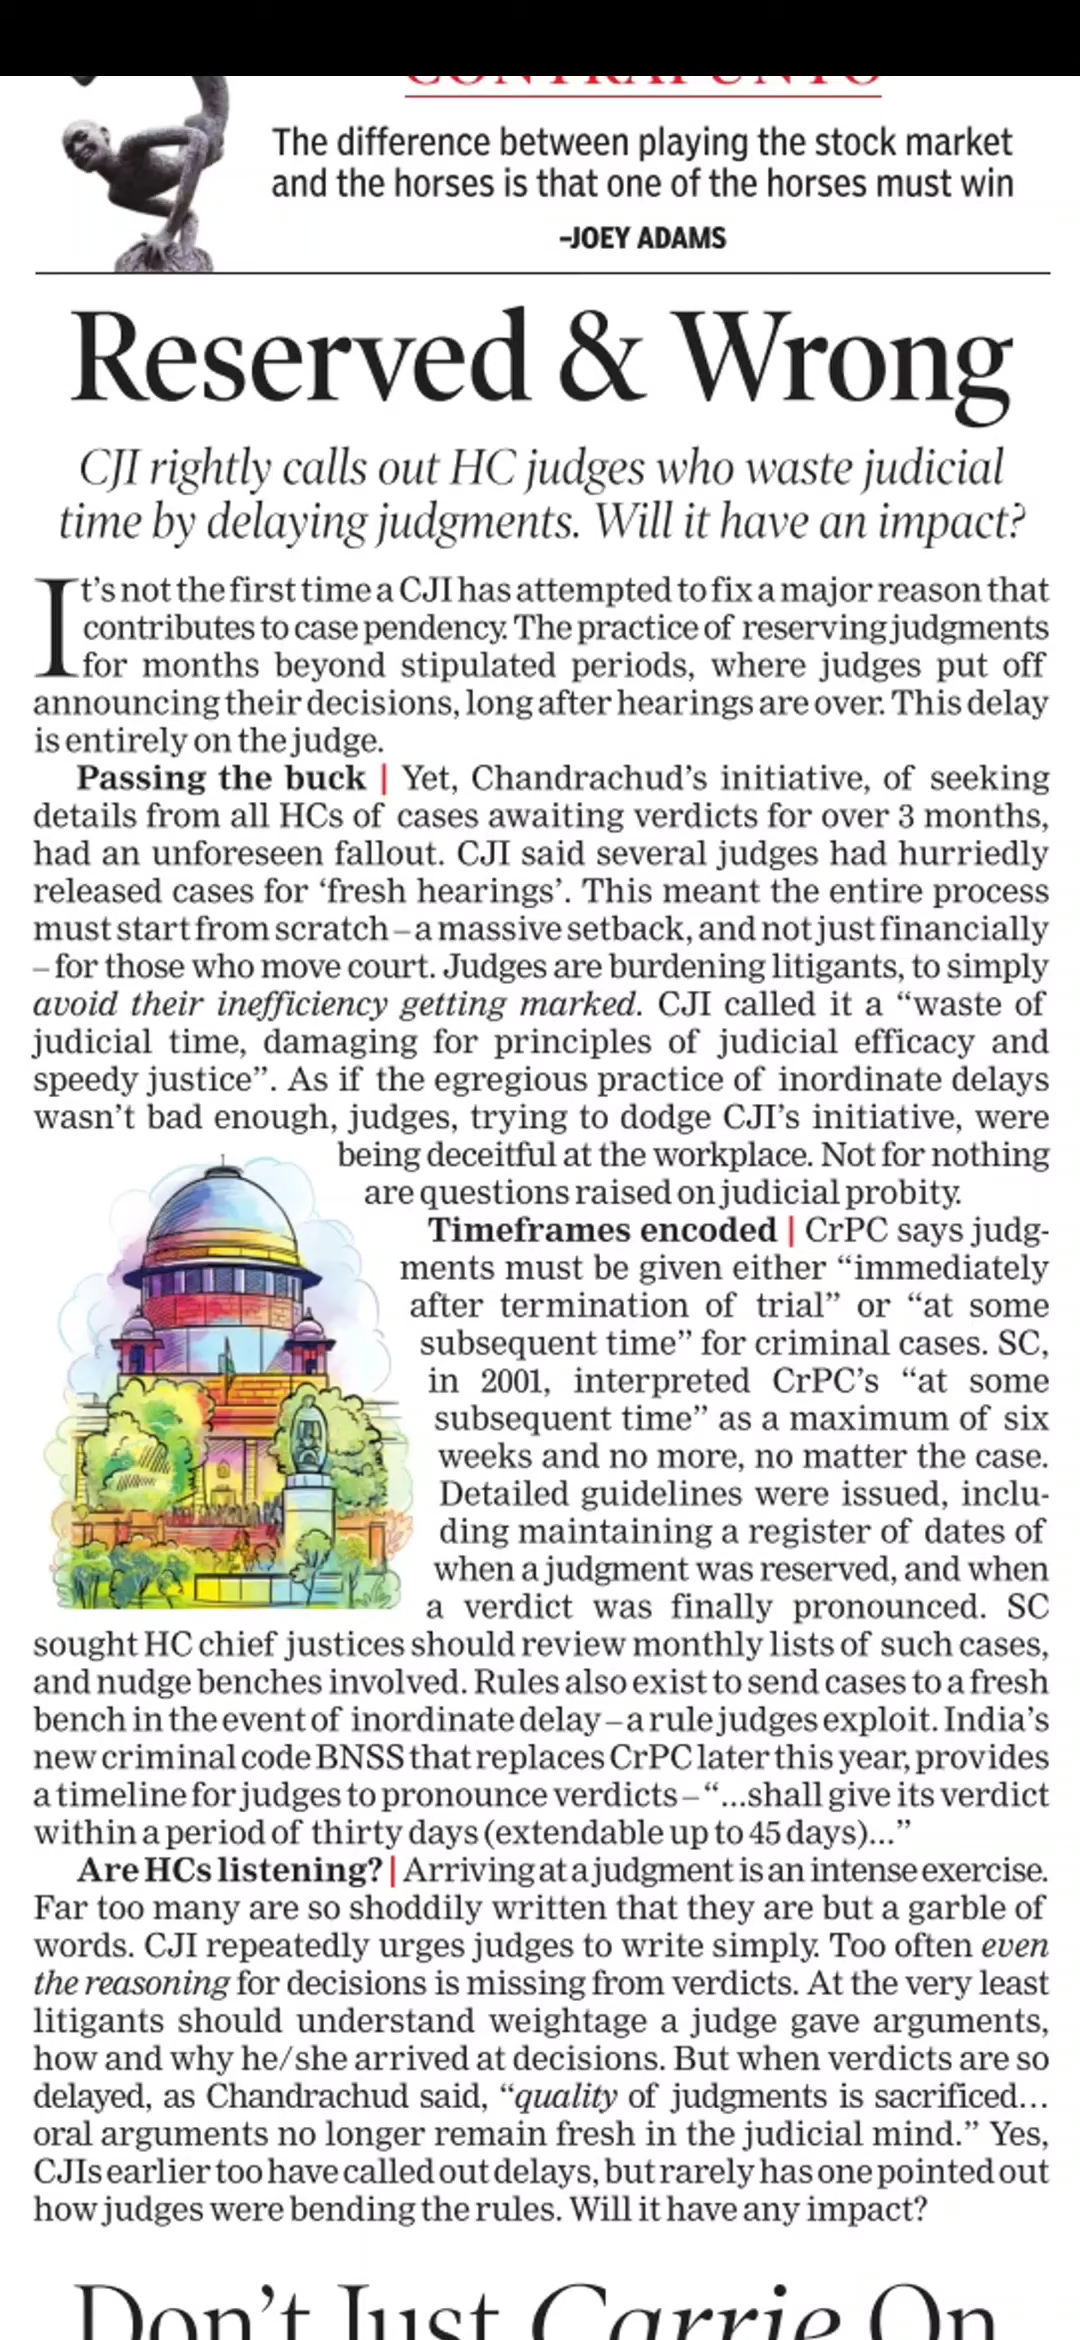 CONTRAPUNTO
The difference between playing the stock market
and the horses is that one of the horses must win
-JOEY ADAMS
Reserved & Wrong
CJI rightly calls out HC judges who waste judicial
time by delaying judgments. Will it have an impact?
It’s not the first time a CJI has attempted to fix a major reason that
contributes to case pendency. The practice of reserving judgments
for months beyond stipulated periods, where judges put off
announcing their decisions, long after hearings are over. This delay
is entirely on the judge.
Passing the buck | Yet, Chandrachud’s initiative, of seeking
details from all HCs of cases awaiting verdicts for over 3 months,
had an unforeseen fallout. CJI said several judges had hurriedly
released cases for ‘fresh hearings’. This meant the entire process
must start from scratch – a massive setback, and not just financially
– for those who move court. Judges are burdening litigants, to simply
avoid their inefficiency getting marked. CJI called it a “waste of
judicial time, damaging for principles of judicial efficacy and
speedy justice”. As if the egregious practice of inordinate delays
wasn’t bad enough, judges, trying to dodge CJI’s initiative, were
being deceitful at the workplace. Not for nothing
are questions raised on judicial probity.
Timeframes encoded | CrPC says judg-
ments must be given either “immediately
after termination of trial” or “at some
subsequent time” for criminal cases. SC,
in 2001, interpreted CrPC’s “at some
subsequent time” as a maximum of six
weeks and no more, no matter the case.
Detailed guidelines were issued, inclu-
ding maintaining a register of dates of
when a judgment was reserved, and when
a verdict was finally pronounced. SC
sought HC chief justices should review monthly lists of such cases,
and nudge benches involved. Rules also exist to send cases to a fresh
bench in the event of inordinate delay – a rule judges exploit. India’s
new criminal code BNSS that replaces CrPC later this year, provides
a timeline for judges to pronounce verdicts – “…shall give its verdict
within a period of thirty days (extendable up to 45 days)…”
Are HCs listening? | Arriving at a judgment is an intense exercise.
Far too many are so shoddily written that they are but a garble of
words. CJI repeatedly urges judges to write simply. Too often even
the reasoning for decisions is missing from verdicts. At the very least
litigants should understand weightage a judge gave arguments,
how and why he/she arrived at decisions. But when verdicts are so
delayed, as Chandrachud said, “quality of judgments is sacrificed…
oral arguments no longer remain fresh in the judicial mind.” Yes,
CJIs earlier too have called out delays, but rarely has one pointed out
how judges were bending the rules. Will it have any impact?
Don’t Just Carrie On